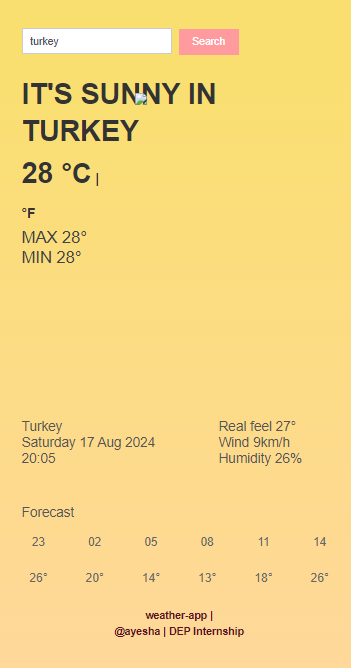 turkey Search
IT'S SUNNY IN
TURKEY
28 °C |
°F
MAX 28°
MIN 28°
Turkey
Saturday 17 Aug 2024
20:05
Real feel 27°
Wind 9km/h
Humidity 26%
Forecast
23 02 05 08 11 14
26° 20° 14° 13° 18° 26°
weather-app |
@ayesha | DEP Internship